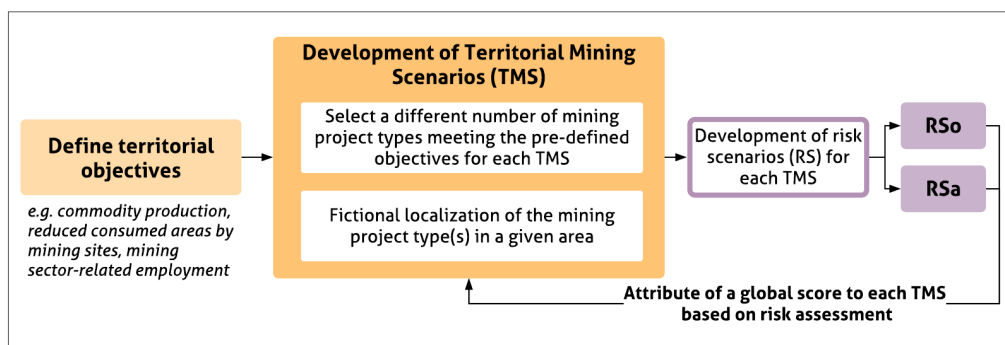 Define territorial
objectives
e.g. commodity production,
reduced consumed areas by
mining sites, mining
sector-related employment
Development of Territorial Mining
Scenarios (TMS)
Select a different number of mining
project types meeting the pre-defined
objectives for each TMS
Fictional localization of the mining
project type(s) in a given area
Development of risk
scenarios (RS) for
each TMS
RSo
RSa
Attribute of a global score to each TMS
based on risk assessment